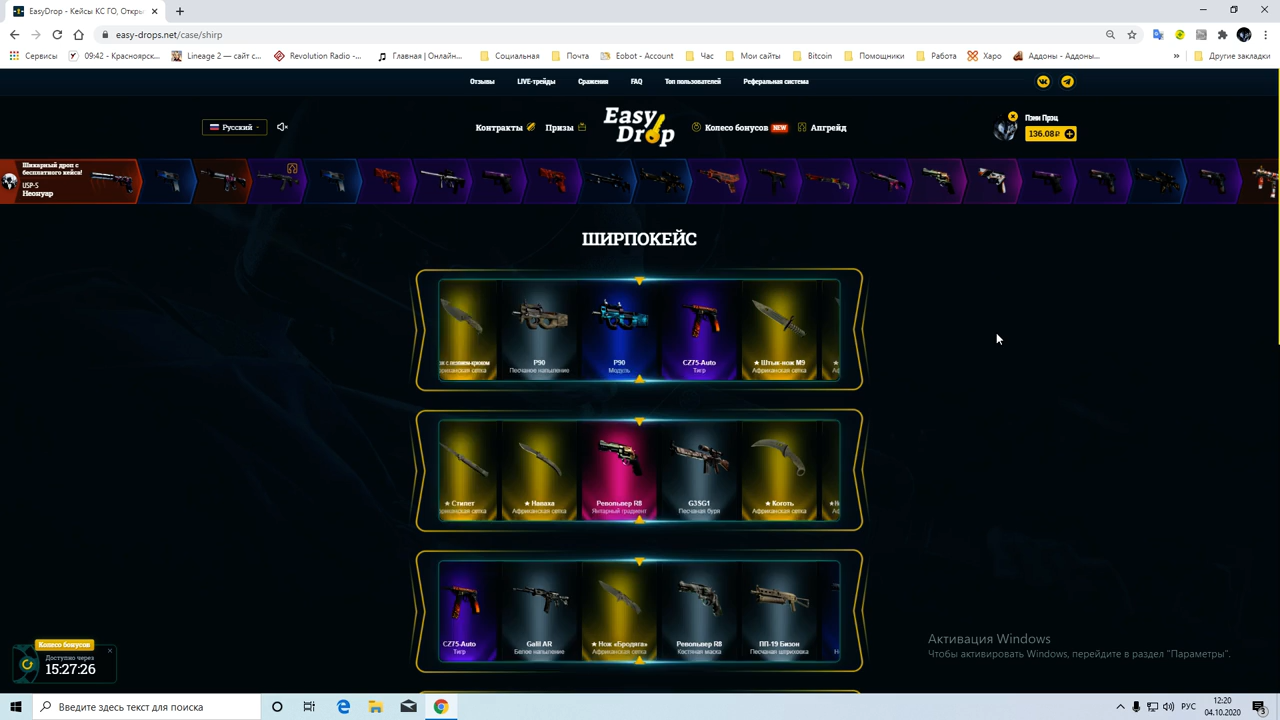 EasyDrop - Кейсы КС ГО, Откры
easy-drops.net/case/shirp
Сервисы
09:42 - Красноярск...
Lineage 2 — сайт с...
Revolution Radio -...
Главная (Онлайн...
Социальная
Почта
Eobot - Account
Час
Мои сайты
Bitcoin
Помощники
Работа
Харо
Аддоны - Аддоны...
»
Другие закладки
Отзывы
LIVE-трейды
Сражения
FAQ
Топ пользователей
Реферальная система
Русский
Контракты
Призы
Easy Drop
Колесо бонусов NEW
Апгрейд
Пэни Прэц
136.08₽
Шикарный дроп с
бесплатного кейса!
USP-S
Неонуар
ШИРПОКЕЙС
P90
Песчаное напыление
P90
Модуль
CZ75-Auto
Тигр
★ Штык-нож M9
Африканская сетка
★ Стилет
★ Наваха
Африканская сетка
Револьвер R8
Янтарный градиент
G3SG1
Песчаная буря
★ Коготь
Африканская сетка
CZ75-Auto
Тигр
Galil AR
Белое напыление
★ Нож «Бродяга»
Африканская сетка
Револьвер R8
Костяная маска
ПП-19 Бизон
Песчаная штриховка
Колесо бонусов
Доступно через
15:27:26
Активация Windows
Чтобы активировать Windows, перейдите в раздел "Параметры".
Введите здесь текст для поиска
РУС
12:20
04.10.2020
3